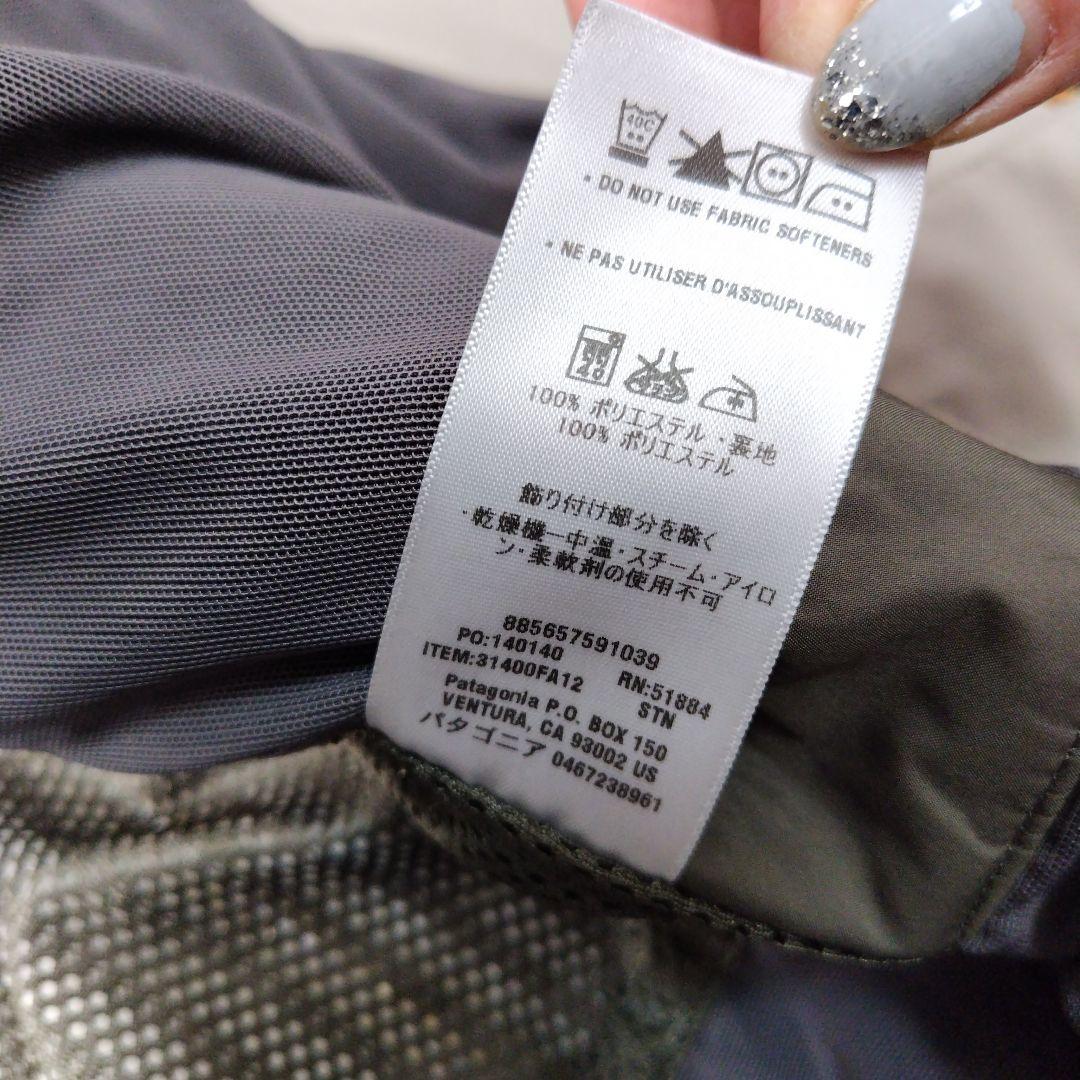 40C
• DO NOT USE FABRIC SOFTENERS
• NE PAS UTILISER D'ASSOUPLISSANT
40
100% ポリエステル・裏地
100% ポリエステル
飾り付け部分を除く
・乾燥機一中温・スチーム・アイロ
ン・柔軟剤の使用不可
885657591039
PO:140140 RN:51884
ITEM:31400FA12 STN
Patagonia P.O. BOX 150
VENTURA, CA 93002 US
パタゴニア 0467238961